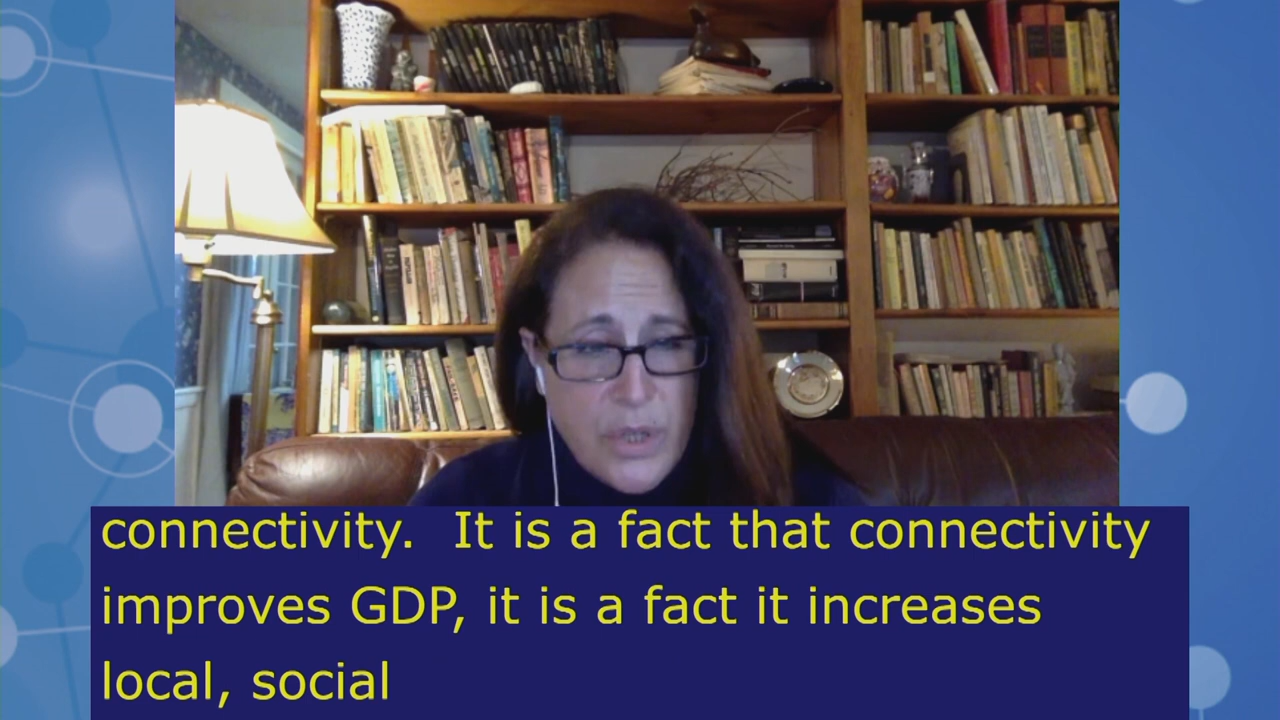 connectivity.  It is a fact that connectivity
improves GDP, it is a fact it increases
local, social